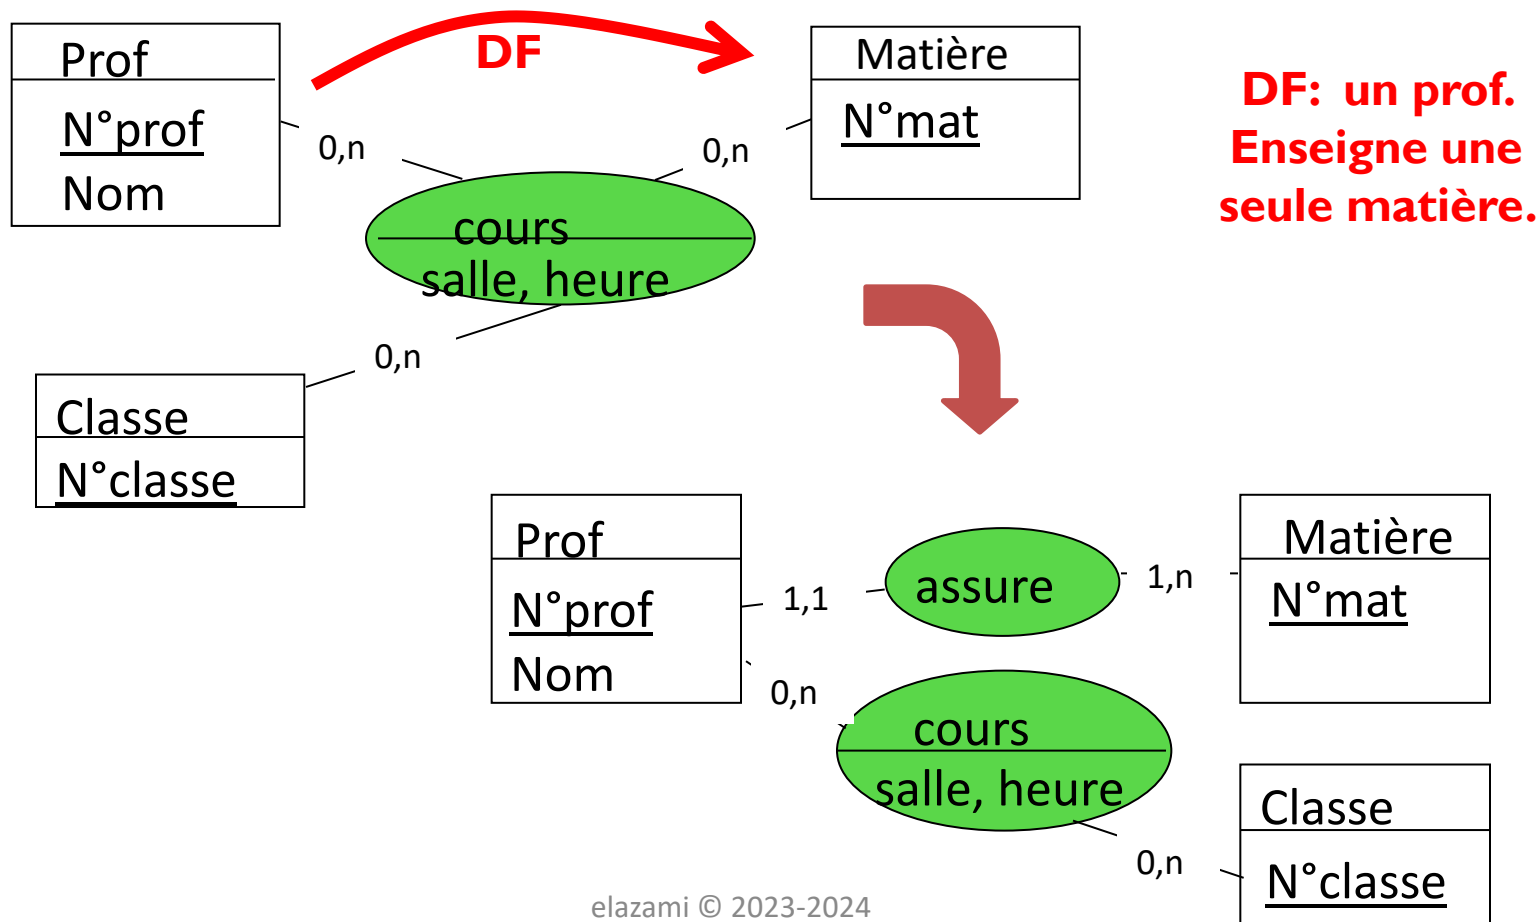 Prof
N°prof
Nom
DF
Matière
N°mat
DF: un prof.
Enseigne une
seule matière.
0,n
0,n
cours
salle, heure
0,n
Classe
N°classe
Prof
N°prof
Nom
1,1
assure
1,n
Matière
N°mat
0,n
cours
salle, heure
0,n
Classe
N°classe
elazami © 2023-2024